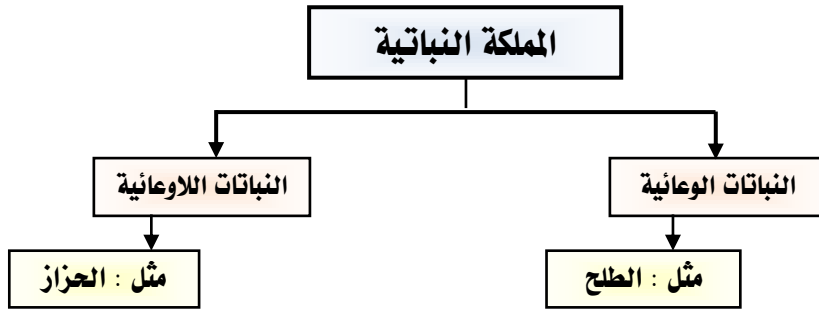 المملكة النباتية
النباتات الوعائية
النباتات اللاوعائية
مثل : الطلح
مثل : الحزاز